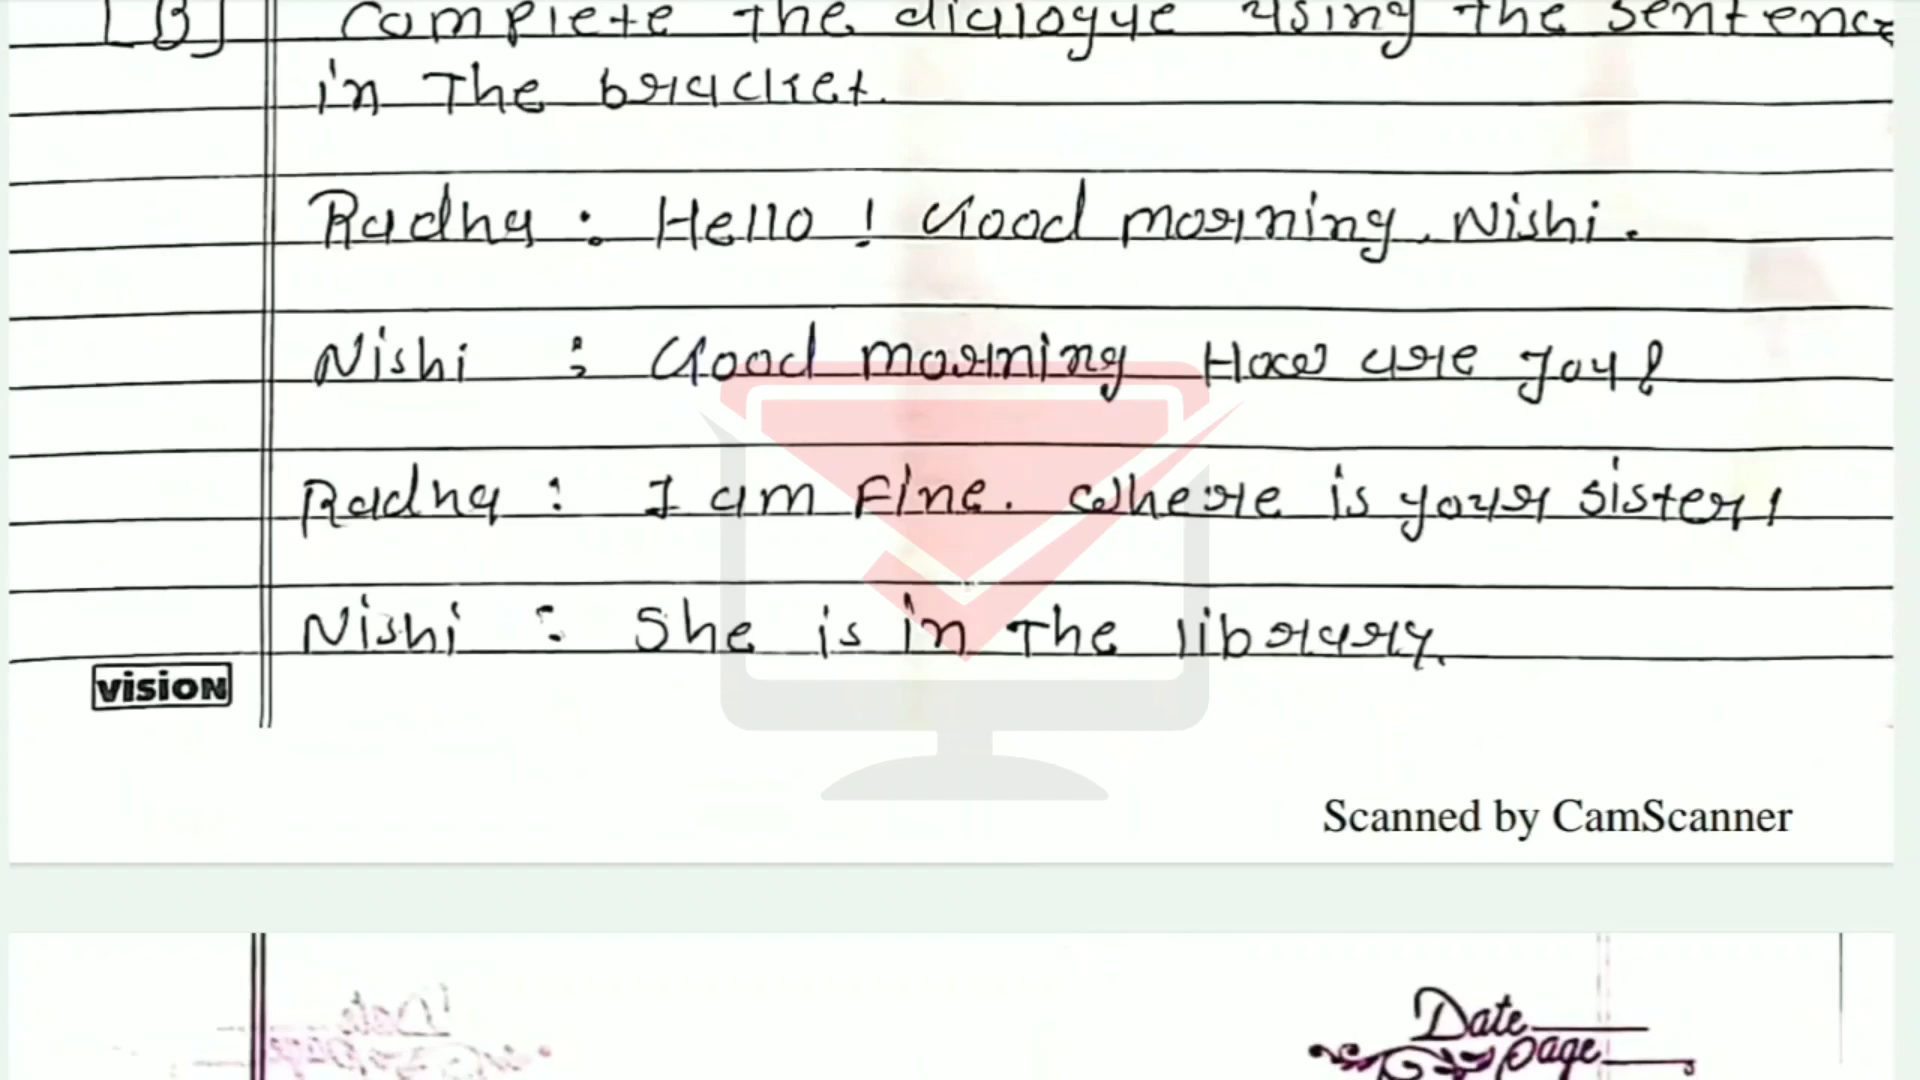 [B] Complete the dialogue using the sentence
in The bracket.
Radha : Hello ! Good morning, Nishi.
Nishi : Good morning How are you?
Radha : I am Fine. Where is your sister!
Nishi : She is in The library.
vision
Scanned by CamScanner
Date
page